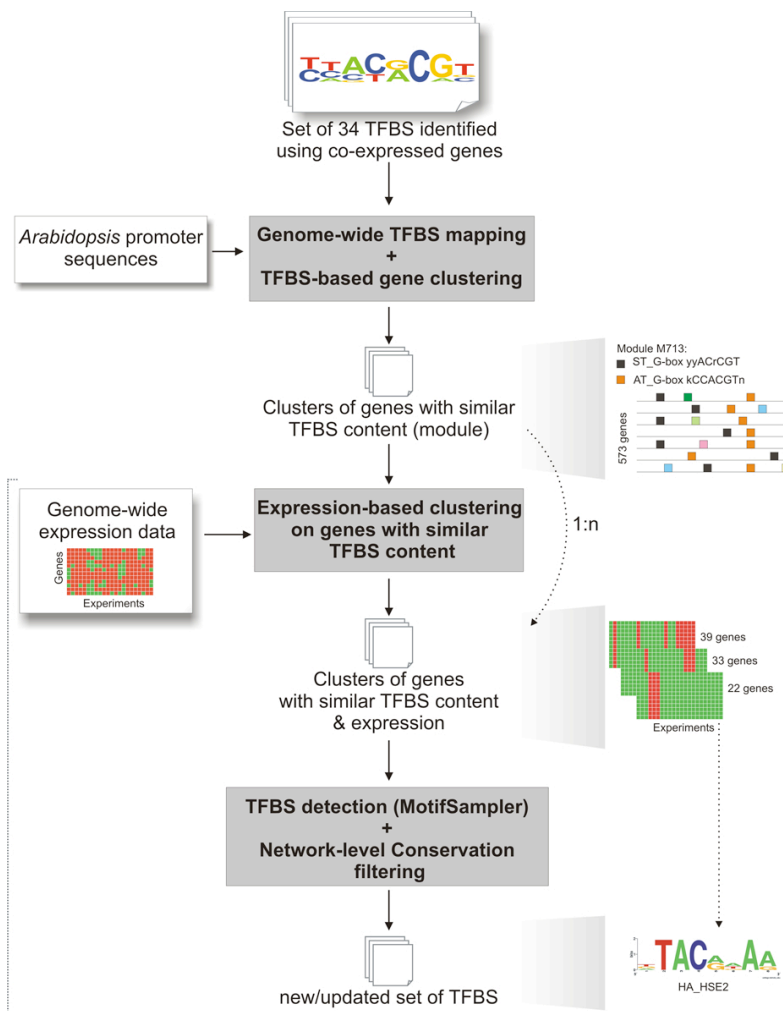 Set of 34 TFBS identified
using co-expressed genes
Arabidopsis promoter
sequences
Genome-wide TFBS mapping
+
TFBS-based gene clustering
Module M713:
ST_G-box yyACrCGT
AT_G-box kCCACGTn
573 genes
Clusters of genes with similar
TFBS content (module)
Genome-wide
expression data
Genes
Experiments
Expression-based clustering
on genes with similar
TFBS content
1:n
39 genes
33 genes
22 genes
Experiments
Clusters of genes
with similar TFBS content
& expression
TFBS detection (MotifSampler)
+
Network-level Conservation
filtering
HA_HSE2
new/updated set of TFBS